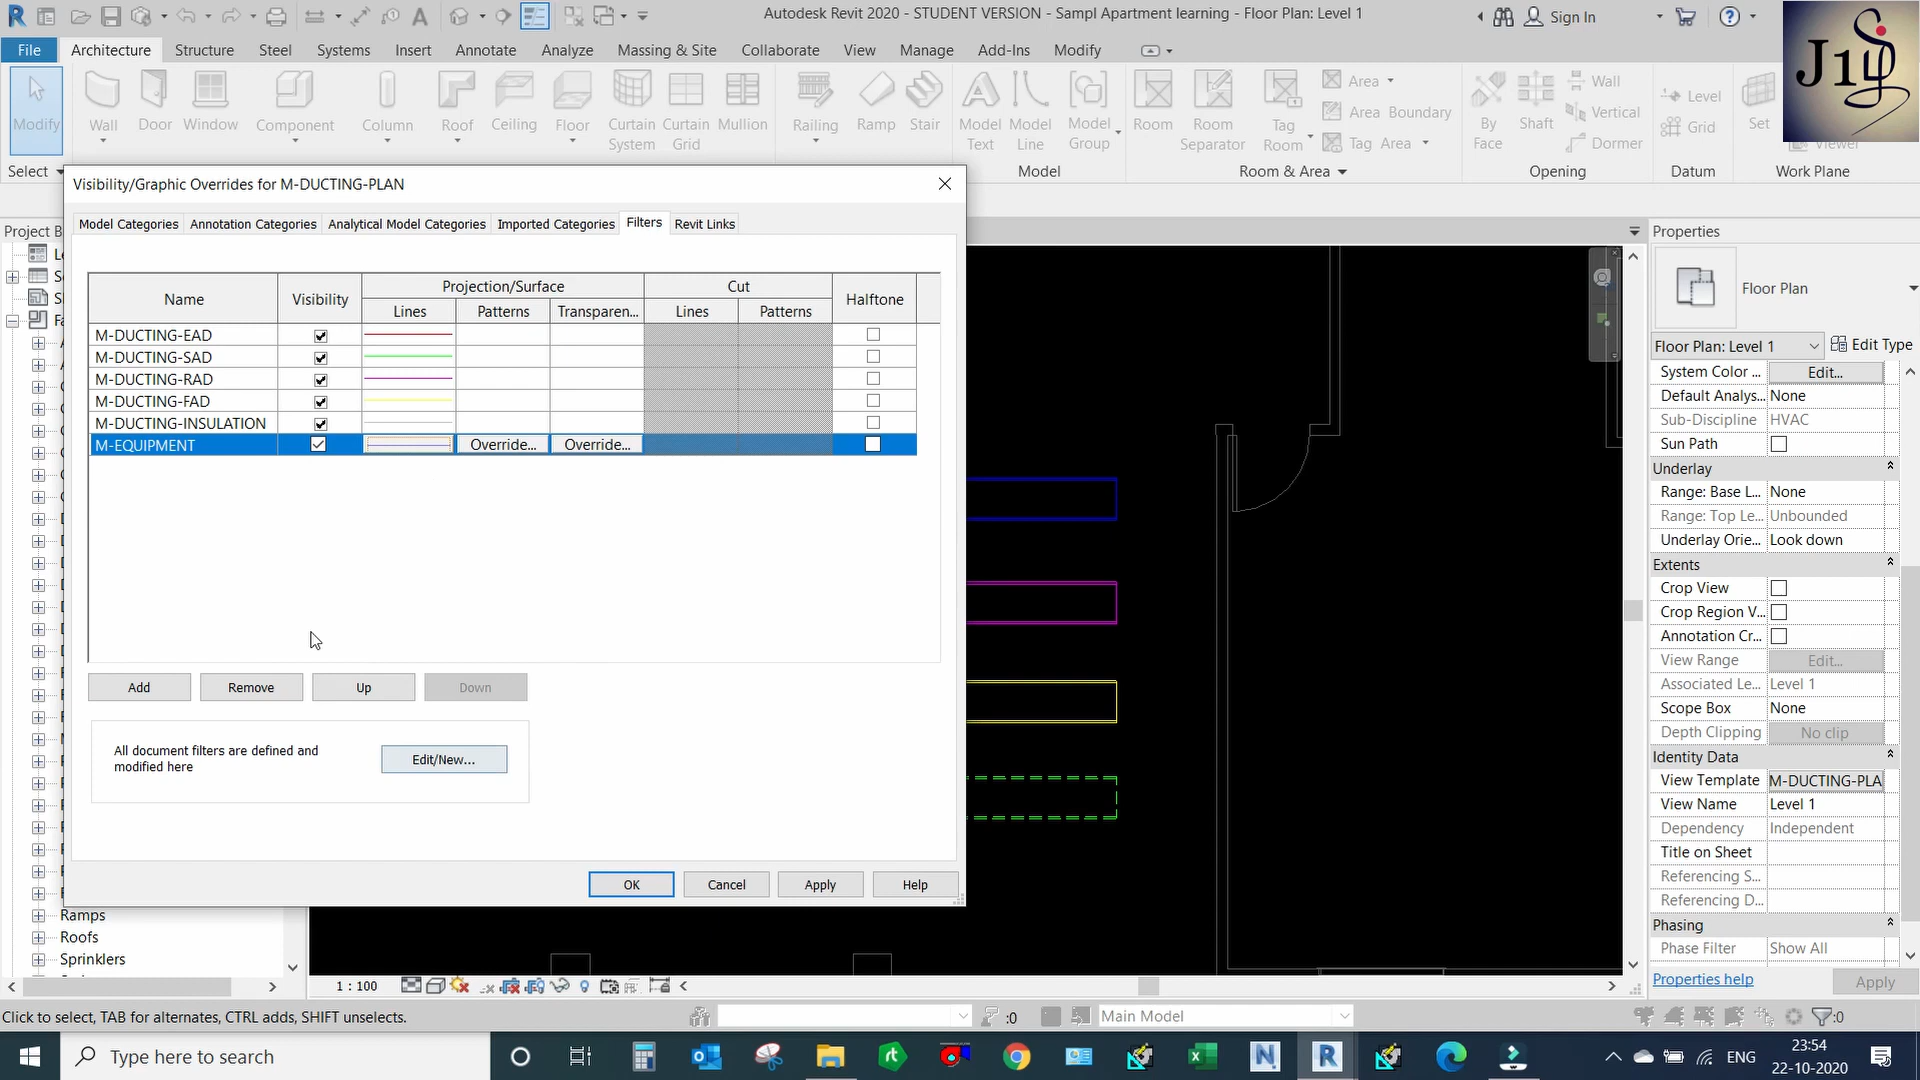 Autodesk Revit 2020 - STUDENT VERSION - Sampl Apartment learning - Floor Plan: Level 1
Sign In
File Architecture Structure Steel Systems Insert Annotate Analyze Massing & Site Collaborate View Manage Add-Ins Modify
J1
Modify
Wall
Door
Window
Component
Column
Roof
Ceiling
Floor
Curtain System
Curtain Grid
Mullion
Railing
Ramp
Stair
Model Text
Model Line
Model Group
Room
Room Separator
Tag Room
Area
Area Boundary
Tag Area
By Face
Shaft
Wall
Vertical
Dormer
Level
Grid
Set
Viewer
Select
Model
Room & Area
Opening
Datum
Work Plane
Visibility/Graphic Overrides for M-DUCTING-PLAN
Model Categories Annotation Categories Analytical Model Categories Imported Categories Filters Revit Links
Name Visibility Projection/Surface Cut Halftone
Lines Patterns Transparen... Lines Patterns
M-DUCTING-EAD
M-DUCTING-SAD
M-DUCTING-RAD
M-DUCTING-FAD
M-DUCTING-INSULATION
M-EQUIPMENT Override... Override...
Add Remove Up Down
All document filters are defined and
modified here
Edit/New...
OK Cancel Apply Help
Project B
Ramps
Roofs
Sprinklers
Properties
Floor Plan
Floor Plan: Level 1 Edit Type
System Color ... Edit...
Default Analys... None
Sub-Discipline HVAC
Sun Path
Underlay
Range: Base L... None
Range: Top Le... Unbounded
Underlay Orie... Look down
Extents
Crop View
Crop Region V...
Annotation Cr...
View Range Edit...
Associated Le... Level 1
Scope Box None
Depth Clipping No clip
Identity Data
View Template M-DUCTING-PLA
View Name Level 1
Dependency Independent
Title on Sheet
Referencing S...
Referencing D...
Phasing
Phase Filter Show All
Properties help Apply
1 : 100
Click to select, TAB for alternates, CTRL adds, SHIFT unselects.
:0
Main Model
:0
Type here to search
ENG
23:54
22-10-2020